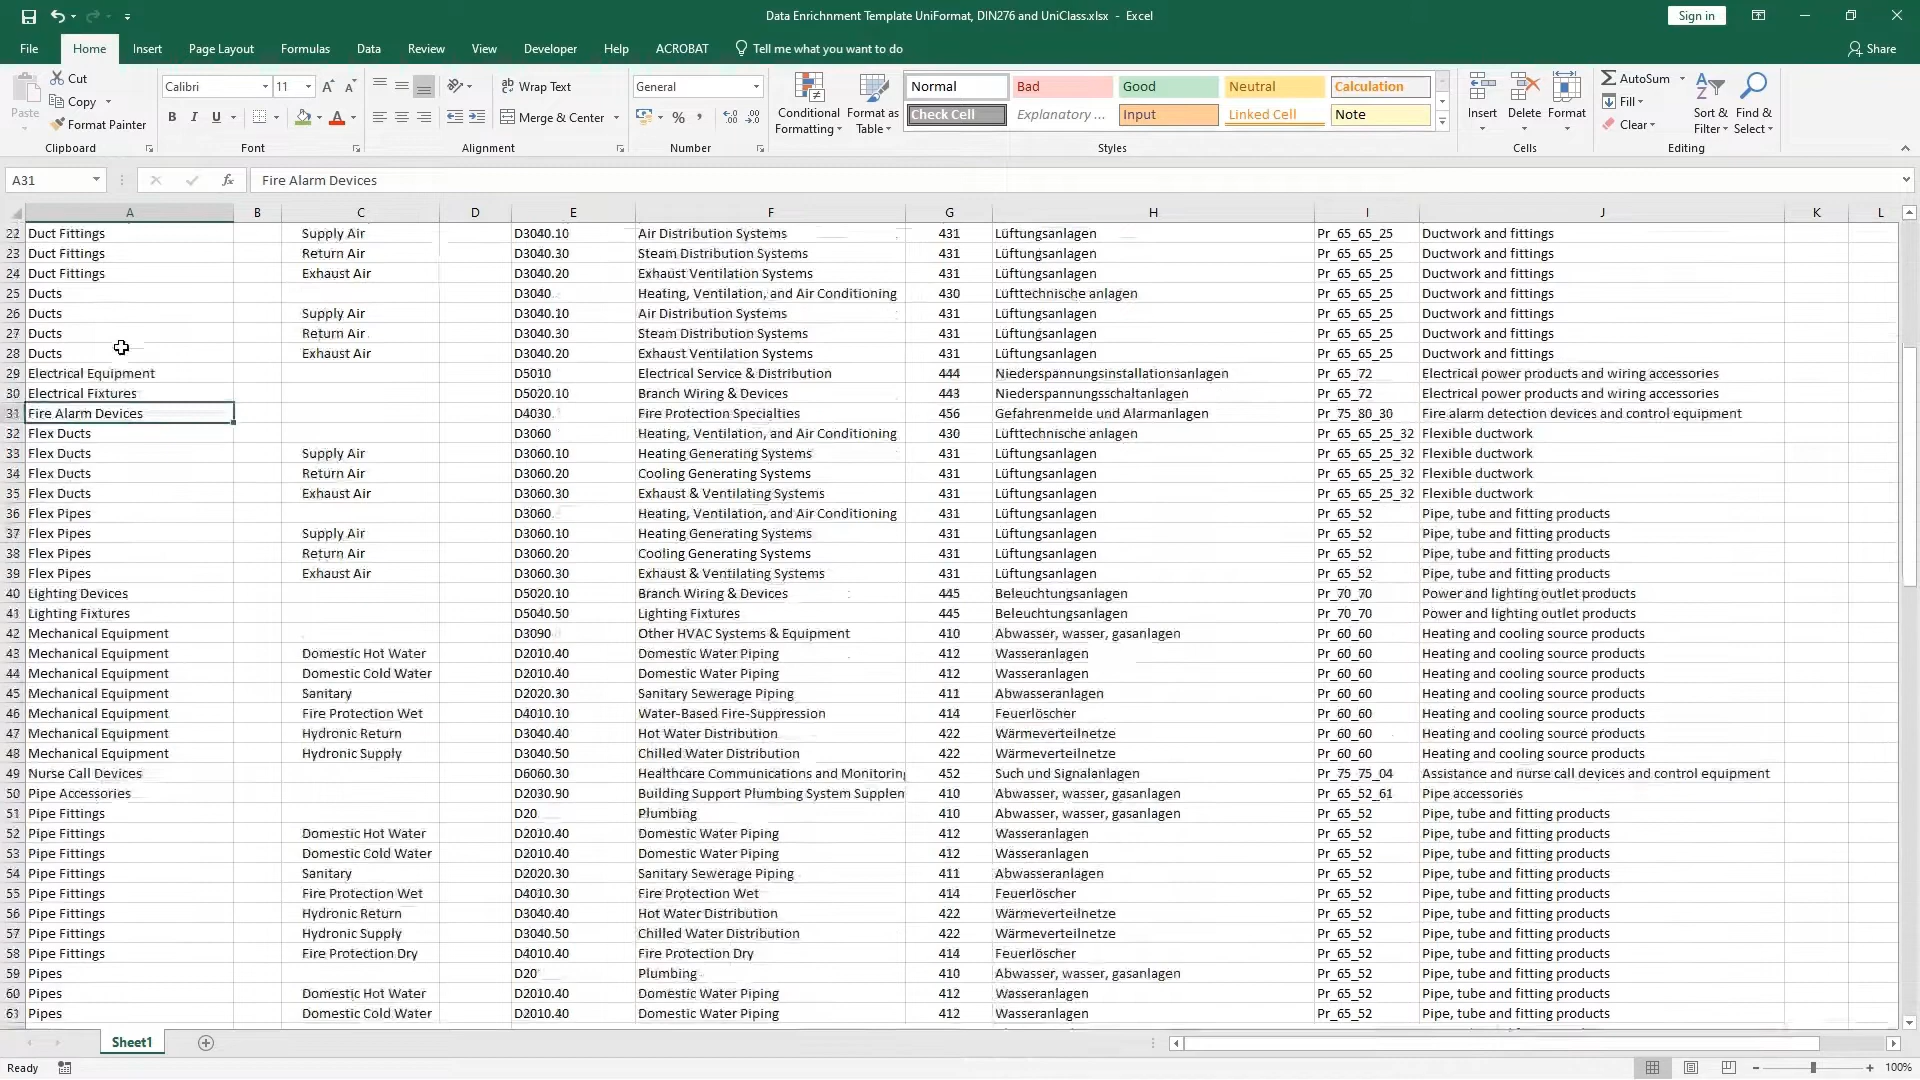 Data Enrichnment Template UniFormat, DIN276 and UniClass.xlsx - Excel
Sign in
File Home Insert Page Layout Formulas Data Review View Developer Help ACROBAT Tell me what you want to do Share
Paste
Cut
Copy
Format Painter
Clipboard
Calibri 11
B I U
Font
Wrap Text
Merge & Center
Alignment
General
Number
Conditional Formatting
Format as Table
Normal Bad Good Neutral Calculation
Check Cell Explanatory ... Input Linked Cell Note
Styles
Insert Delete Format
Cells
AutoSum
Fill
Clear
Sort & Filter
Find & Select
Editing
A31 fx Fire Alarm Devices
A B C D E F G H I J K L
22 Duct Fittings Supply Air D3040.10 Air Distribution Systems 431 Lüftungsanlagen Pr_65_65_25 Ductwork and fittings
23 Duct Fittings Return Air D3040.30 Steam Distribution Systems 431 Lüftungsanlagen Pr_65_65_25 Ductwork and fittings
24 Duct Fittings Exhaust Air D3040.20 Exhaust Ventilation Systems 431 Lüftungsanlagen Pr_65_65_25 Ductwork and fittings
25 Ducts D3040 Heating, Ventilation, and Air Conditioning 430 Lufttechnische anlagen Pr_65_65_25 Ductwork and fittings
26 Ducts Supply Air D3040.10 Air Distribution Systems 431 Lüftungsanlagen Pr_65_65_25 Ductwork and fittings
27 Ducts Return Air D3040.30 Steam Distribution Systems 431 Lüftungsanlagen Pr_65_65_25 Ductwork and fittings
28 Ducts Exhaust Air D3040.20 Exhaust Ventilation Systems 431 Lüftungsanlagen Pr_65_65_25 Ductwork and fittings
29 Electrical Equipment D5010 Electrical Service & Distribution 444 Niederspannungsinstallationsanlagen Pr_65_72 Electrical power products and wiring accessories
30 Electrical Fixtures D5020.10 Branch Wiring & Devices 443 Niederspannungsschaltanlagen Pr_65_72 Electrical power products and wiring accessories
31 Fire Alarm Devices D4030 Fire Protection Specialties 456 Gefahrenmelde und Alarmanlagen Pr_75_80_30 Fire alarm detection devices and control equipment
32 Flex Ducts D3060 Heating, Ventilation, and Air Conditioning 430 Lufttechnische anlagen Pr_65_65_25_32 Flexible ductwork
33 Flex Ducts Supply Air D3060.10 Heating Generating Systems 431 Lüftungsanlagen Pr_65_65_25_32 Flexible ductwork
34 Flex Ducts Return Air D3060.20 Cooling Generating Systems 431 Lüftungsanlagen Pr_65_65_25_32 Flexible ductwork
35 Flex Ducts Exhaust Air D3060.30 Exhaust & Ventilating Systems 431 Lüftungsanlagen Pr_65_65_25_32 Flexible ductwork
36 Flex Pipes D3060 Heating, Ventilation, and Air Conditioning 431 Lüftungsanlagen Pr_65_52 Pipe, tube and fitting products
37 Flex Pipes Supply Air D3060.10 Heating Generating Systems 431 Lüftungsanlagen Pr_65_52 Pipe, tube and fitting products
38 Flex Pipes Return Air D3060.20 Cooling Generating Systems 431 Lüftungsanlagen Pr_65_52 Pipe, tube and fitting products
39 Flex Pipes Exhaust Air D3060.30 Exhaust & Ventilating Systems 431 Lüftungsanlagen Pr_65_52 Pipe, tube and fitting products
40 Lighting Devices D5020.10 Branch Wiring & Devices 445 Beleuchtungsanlagen Pr_70_70 Power and lighting outlet products
41 Lighting Fixtures D5040.50 Lighting Fixtures 445 Beleuchtungsanlagen Pr_70_70 Power and lighting outlet products
42 Mechanical Equipment D3090 Other HVAC Systems & Equipment 410 Abwasser, wasser, gasanlagen Pr_60_60 Heating and cooling source products
43 Mechanical Equipment Domestic Hot Water D2010.40 Domestic Water Piping 412 Wasseranlagen Pr_60_60 Heating and cooling source products
44 Mechanical Equipment Domestic Cold Water D2010.40 Domestic Water Piping 412 Wasseranlagen Pr_60_60 Heating and cooling source products
45 Mechanical Equipment Sanitary D2020.30 Sanitary Sewerage Piping 411 Abwasseranlagen Pr_60_60 Heating and cooling source products
46 Mechanical Equipment Fire Protection Wet D4010.10 Water-Based Fire-Suppression 414 Feuerlöscher Pr_60_60 Heating and cooling source products
47 Mechanical Equipment Hydronic Return D3040.40 Hot Water Distribution 422 Wärmeverteilnetze Pr_60_60 Heating and cooling source products
48 Mechanical Equipment Hydronic Supply D3040.50 Chilled Water Distribution 422 Wärmeverteilnetze Pr_60_60 Heating and cooling source products
49 Nurse Call Devices D6060.30 Healthcare Communications and Monitoring 452 Such und Signalanlagen Pr_75_75_04 Assistance and nurse call devices and control equipment
50 Pipe Accessories D2030.90 Building Support Plumbing System Supplem 410 Abwasser, wasser, gasanlagen Pr_65_52_61 Pipe accessories
51 Pipe Fittings D20 Plumbing 410 Abwasser, wasser, gasanlagen Pr_65_52 Pipe, tube and fitting products
52 Pipe Fittings Domestic Hot Water D2010.40 Domestic Water Piping 412 Wasseranlagen Pr_65_52 Pipe, tube and fitting products
53 Pipe Fittings Domestic Cold Water D2010.40 Domestic Water Piping 412 Wasseranlagen Pr_65_52 Pipe, tube and fitting products
54 Pipe Fittings Sanitary D2020.30 Sanitary Sewerage Piping 411 Abwasseranlagen Pr_65_52 Pipe, tube and fitting products
55 Pipe Fittings Fire Protection Wet D4010.30 Fire Protection Wet 414 Feuerlöscher Pr_65_52 Pipe, tube and fitting products
56 Pipe Fittings Hydronic Return D3040.40 Hot Water Distribution 422 Wärmeverteilnetze Pr_65_52 Pipe, tube and fitting products
57 Pipe Fittings Hydronic Supply D3040.50 Chilled Water Distribution 422 Wärmeverteilnetze Pr_65_52 Pipe, tube and fitting products
58 Pipe Fittings Fire Protection Dry D4010.40 Fire Protection Dry 414 Feuerlöscher Pr_65_52 Pipe, tube and fitting products
59 Pipes D20 Plumbing 410 Abwasser, wasser, gasanlagen Pr_65_52 Pipe, tube and fitting products
60 Pipes Domestic Hot Water D2010.40 Domestic Water Piping 412 Wasseranlagen Pr_65_52 Pipe, tube and fitting products
61 Pipes Domestic Cold Water D2010.40 Domestic Water Piping 412 Wasseranlagen Pr_65_52 Pipe, tube and fitting products
Sheet1
Ready 100%